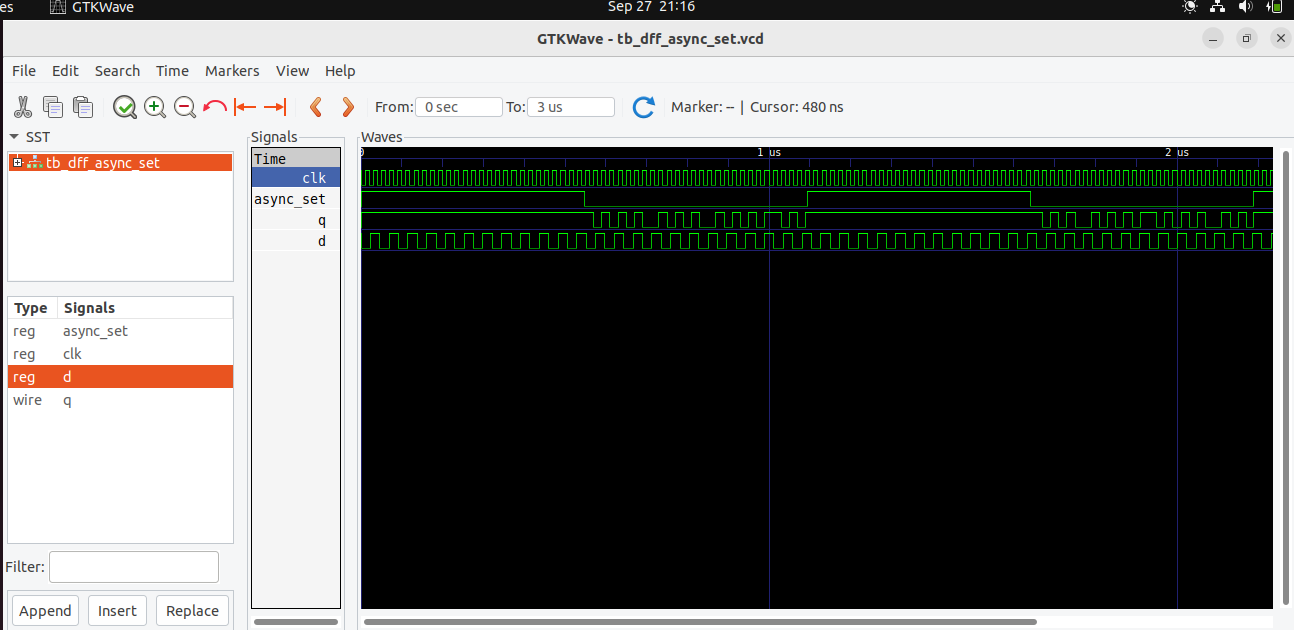 es GTKWave Sep 27 21:16
GTKWave - tb_dff_async_set.vcd
File Edit Search Time Markers View Help
From: 0 sec To: 3 us Marker: -- | Cursor: 480 ns
SST
tb_dff_async_set
Type Signals
reg async_set
reg clk
reg d
wire q
Filter:
Append Insert Replace
Signals
Time
clk
async_set
q
d
Waves
0 1 us 2 us